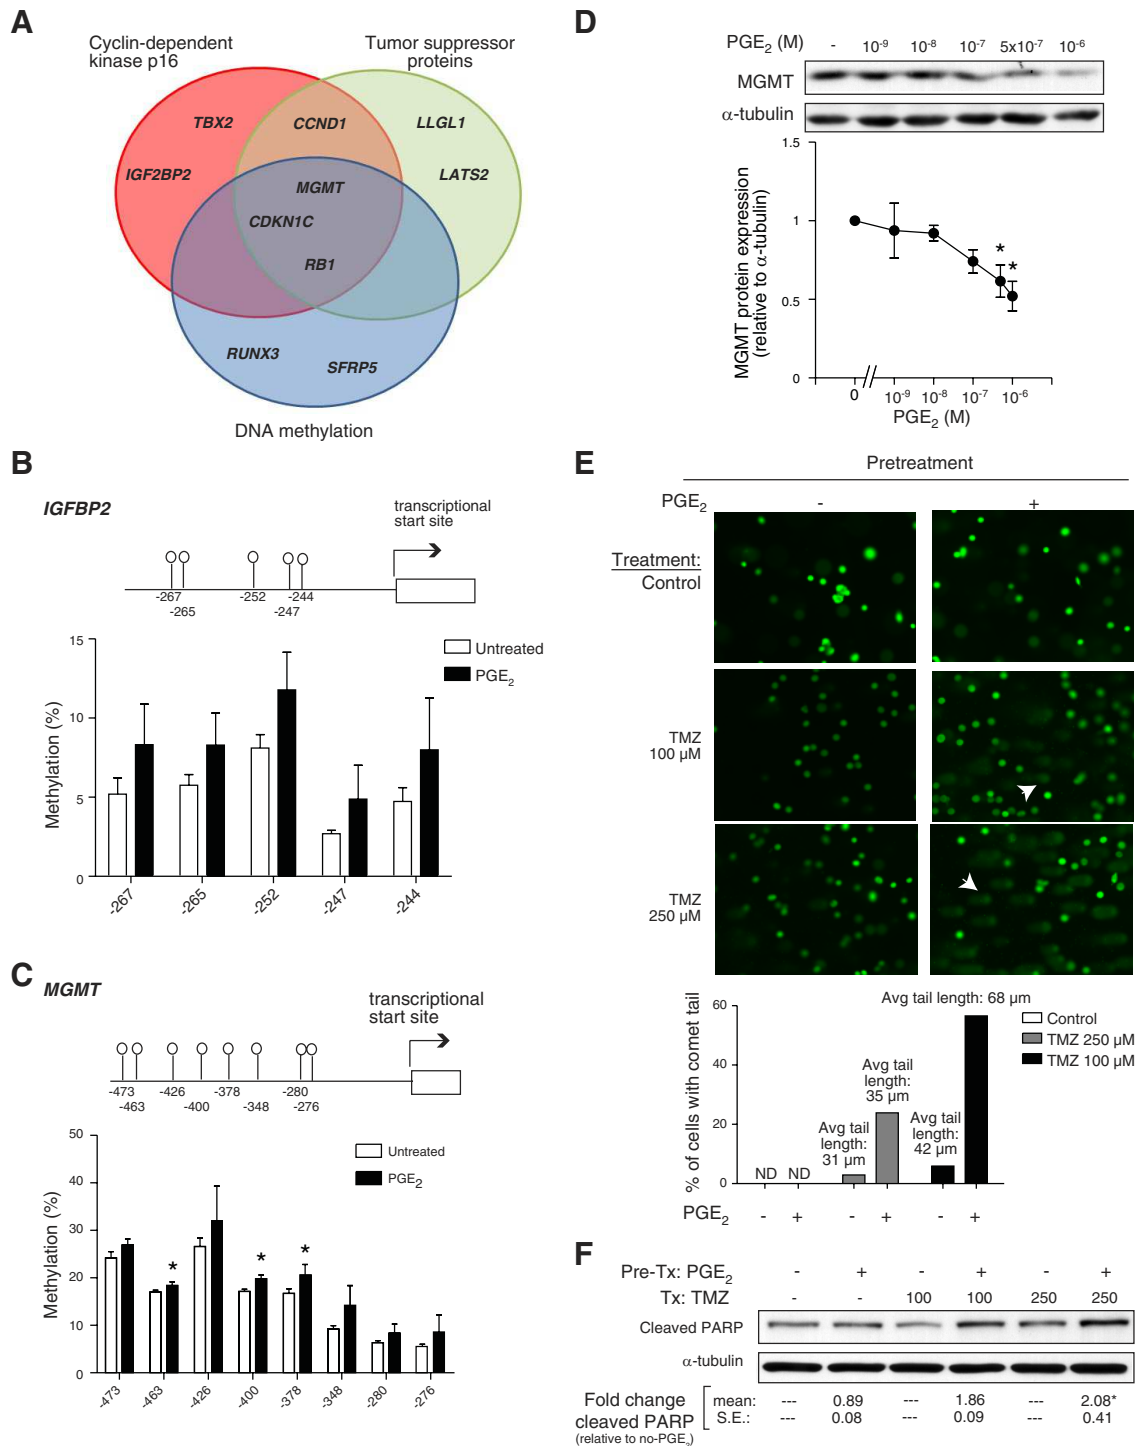 A
Cyclin-dependent
kinase p16
Tumor suppressor
proteins
TBX2
CCND1
LLGL1
IGF2BP2
MGMT
LATS2
CDKN1C
RB1
RUNX3
SFRP5
DNA methylation
B
IGFBP2
transcriptional
start site
-267
-265
-252
-247
-244
Methylation (%)
15
10
5
0
Untreated
PGE2
-267
-265
-252
-247
-244
C
MGMT
transcriptional
start site
-473
-463
-426
-400
-378
-348
-280
-276
Methylation (%)
50
40
30
20
10
0
Untreated
PGE2
*
*
*
-473
-463
-426
-400
-378
-348
-280
-276
D
PGE2 (M) - 10-9 10-8 10-7 5x10-7 10-6
MGMT
α-tubulin
MGMT protein expression
(relative to α-tubulin)
1.5
1
0.5
0
*
*
0 10-9 10-8 10-7 10-6
PGE2 (M)
E
Pretreatment
PGE2 - +
Treatment:
Control
TMZ
100 µM
TMZ
250 µM
% of cells with comet tail
60
40
20
0
Avg tail length: 68 µm
Avg tail
length:
35 µm
Avg tail
length:
31 µm
Avg tail
length:
42 µm
ND ND
Control
TMZ 250 µM
TMZ 100 µM
PGE2 - + - + - +
F
Pre-Tx: PGE2 - + - + - +
Tx: TMZ - - 100 100 250 250
Cleaved PARP
α-tubulin
Fold change
cleaved PARP
(relative to no-PGE2)
mean: --- 0.89 --- 1.86 --- 2.08*
S.E.: --- 0.08 --- 0.09 --- 0.41